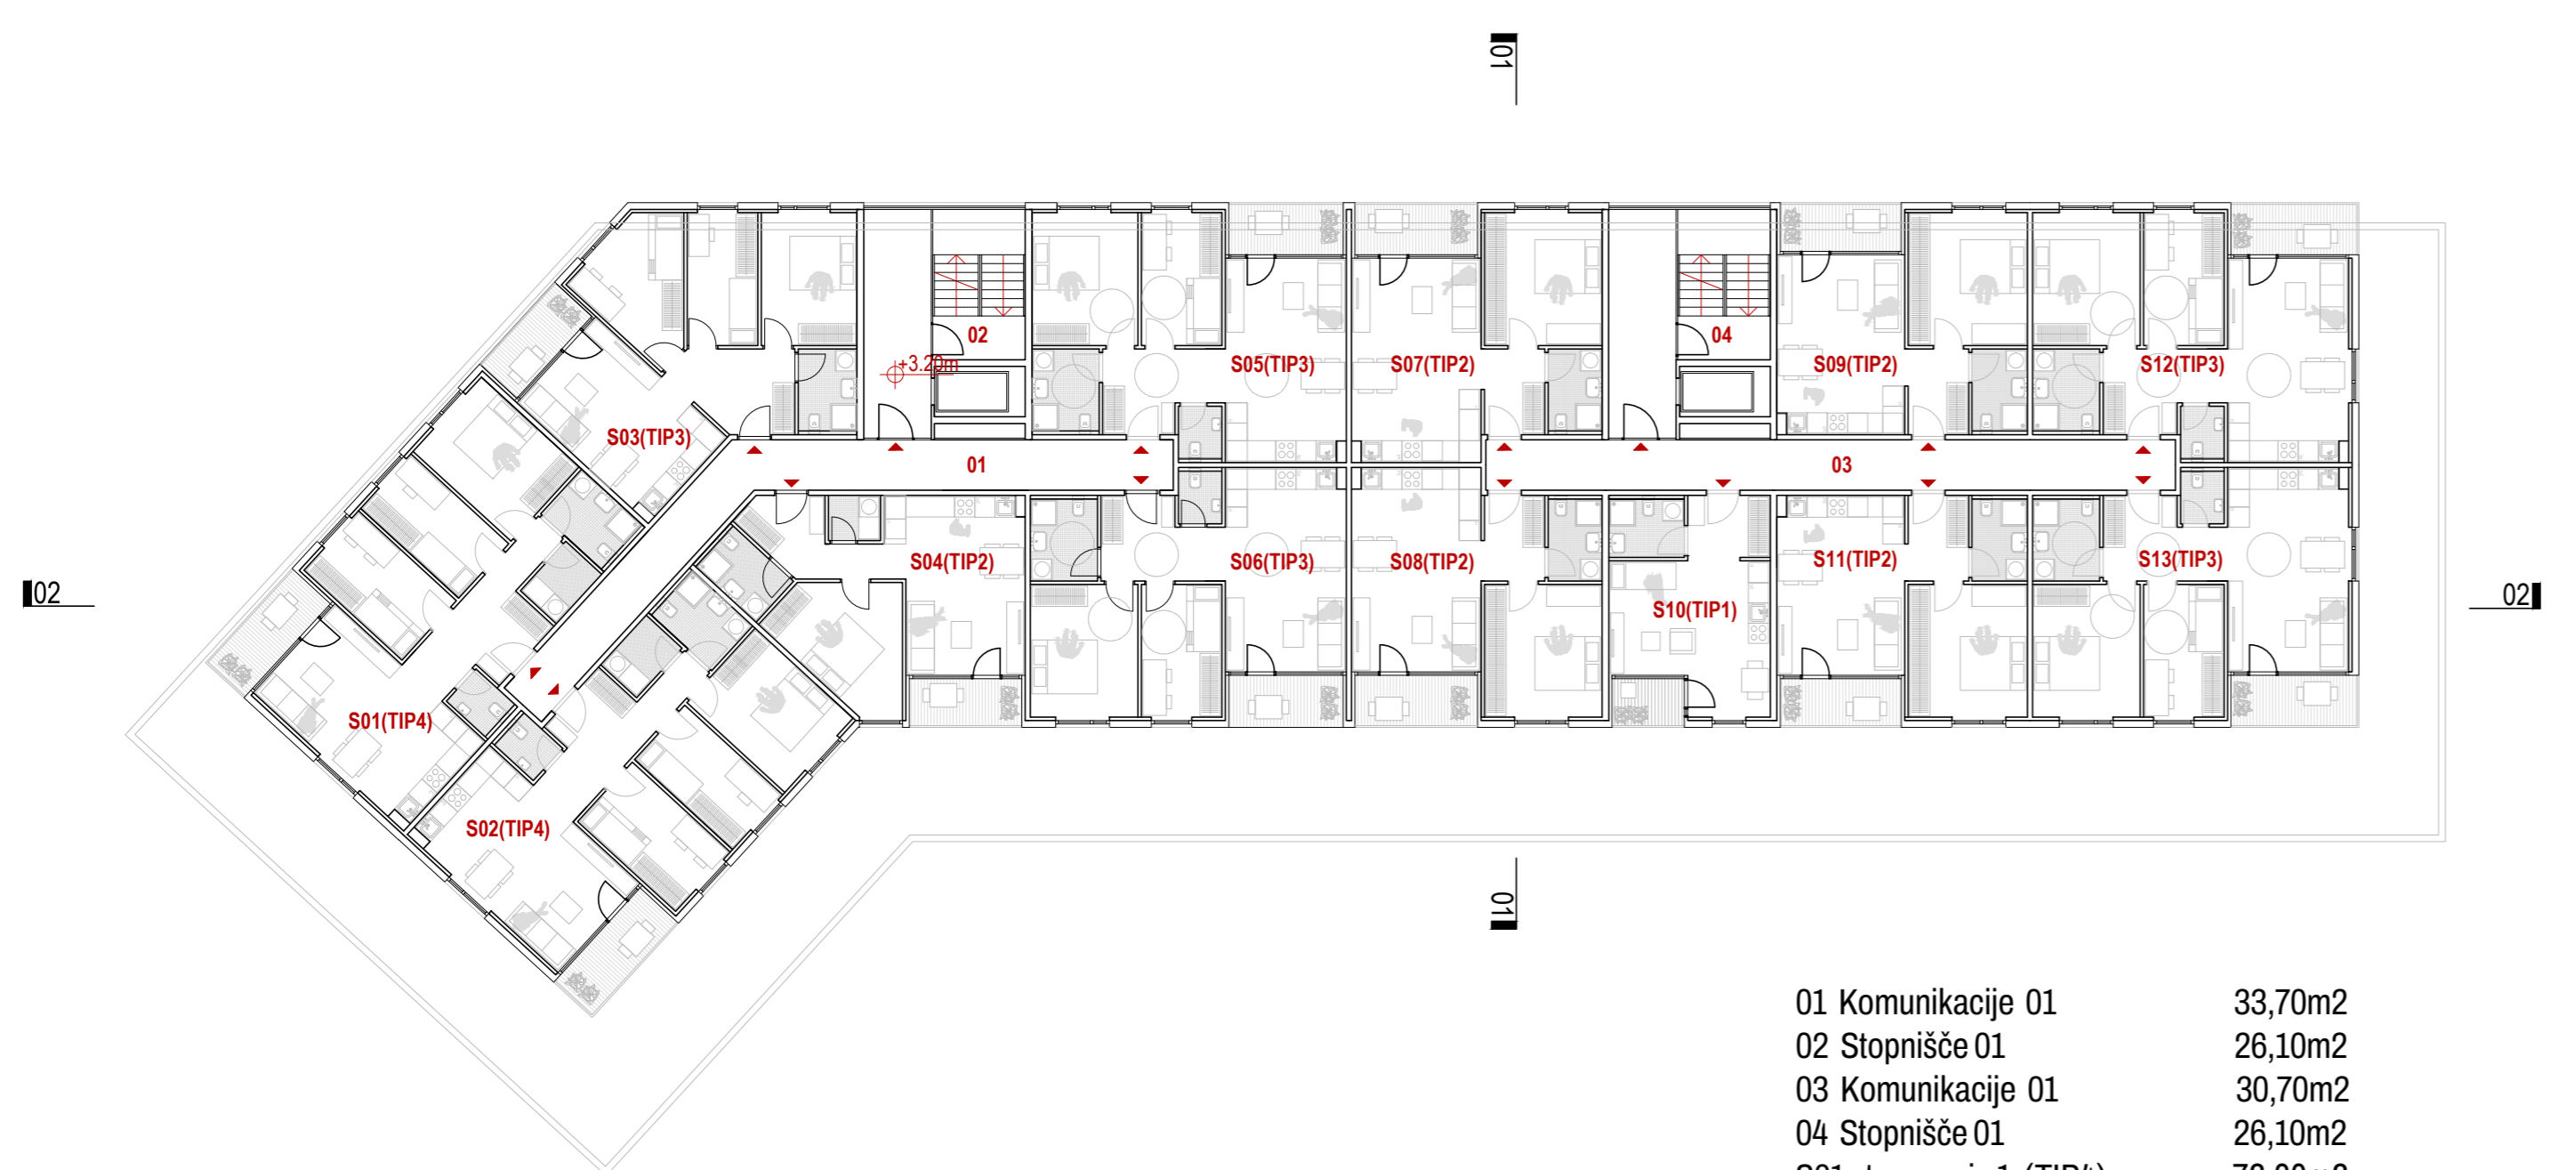 01
02
04
+3.20m
S05(TIP3)
S07(TIP2)
S09(TIP2)
S12(TIP3)
S03(TIP3)
01
03
S04(TIP2)
S06(TIP3)
S08(TIP2)
S11(TIP2)
S13(TIP3)
02
02
S10(TIP1)
S01(TIP4)
S02(TIP4)
01
01 Komunikacije 01 33,70m2
02 Stopnišče 01 26,10m2
03 Komunikacije 01 30,70m2
04 Stopnišče 01 26,10m2